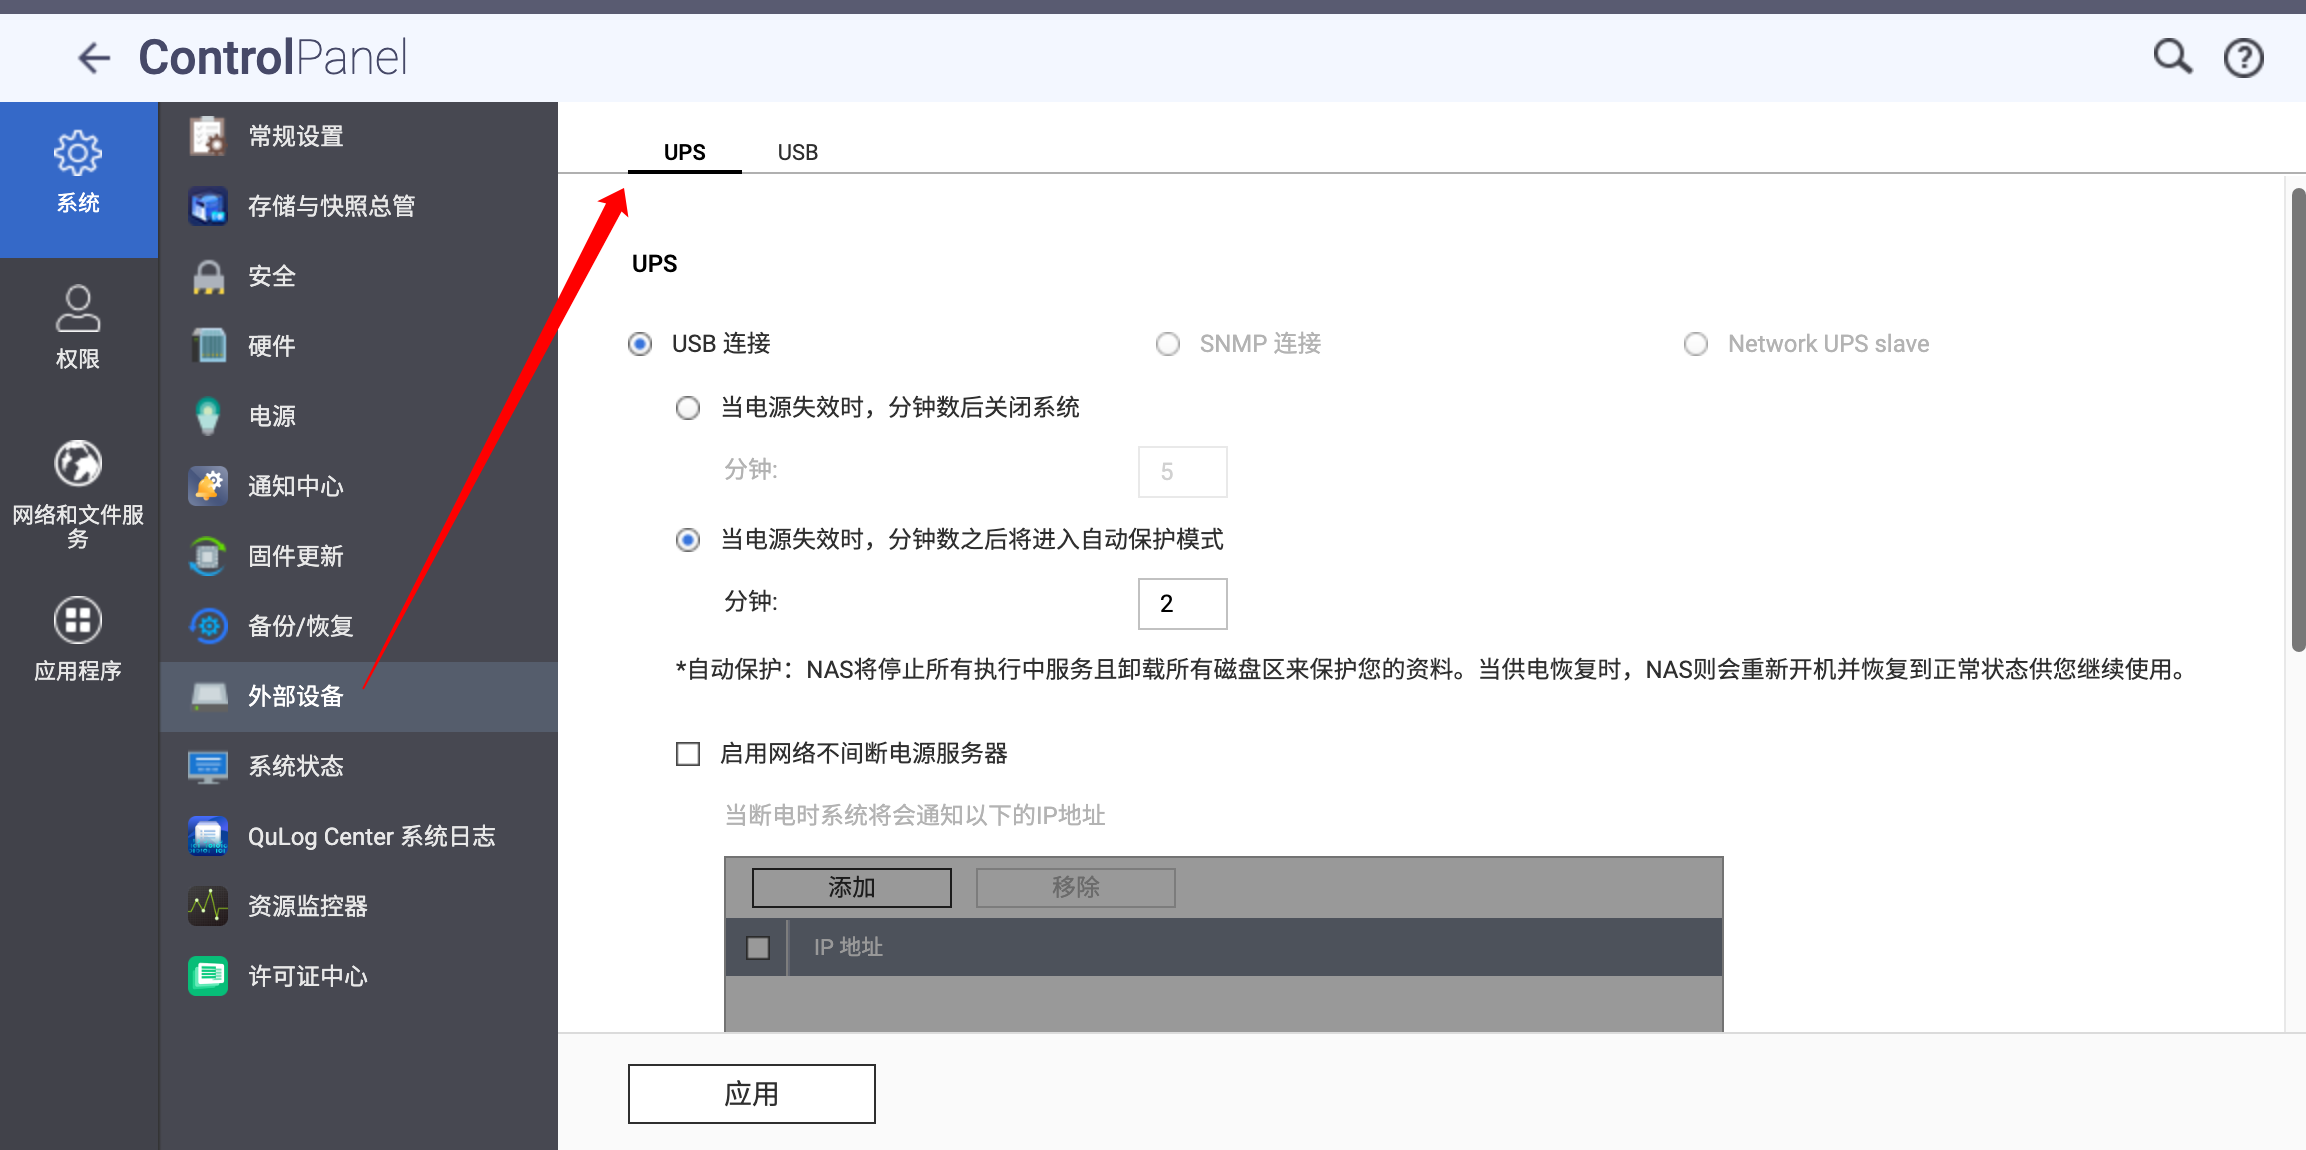 ControlPanel
系统
权限
网络和文件服
务
应用程序
常规设置
存储与快照总管
安全
硬件
电源
通知中心
固件更新
备份/恢复
外部设备
系统状态
QuLog Center 系统日志
资源监控器
许可证中心
UPS USB
UPS
USB 连接 SNMP 连接 Network UPS slave
当电源失效时，分钟数后关闭系统
分钟: 5
当电源失效时，分钟数之后将进入自动保护模式
分钟: 2
*自动保护：NAS将停止所有执行中服务且卸载所有磁盘区来保护您的资料。当供电恢复时，NAS则会重新开机并恢复到正常状态供您继续使用。
启用网络不间断电源服务器
当断电时系统将会通知以下的IP地址
添加 移除
IP 地址
应用